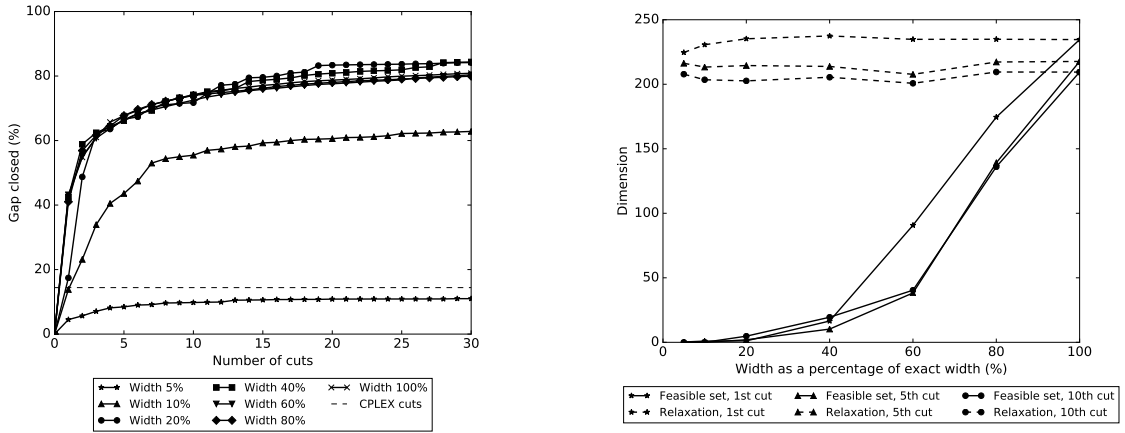 100
80
60
40
20
0
Gap closed (%)
0 5 10 15 20 25 30
Number of cuts
Width 5% Width 40% Width 100%
Width 10% Width 60% CPLEX cuts
Width 20% Width 80%
250
200
150
100
50
0
Dimension
0 20 40 60 80 100
Width as a percentage of exact width (%)
Feasible set, 1st cut Feasible set, 5th cut Feasible set, 10th cut
Relaxation, 1st cut Relaxation, 5th cut Relaxation, 10th cut